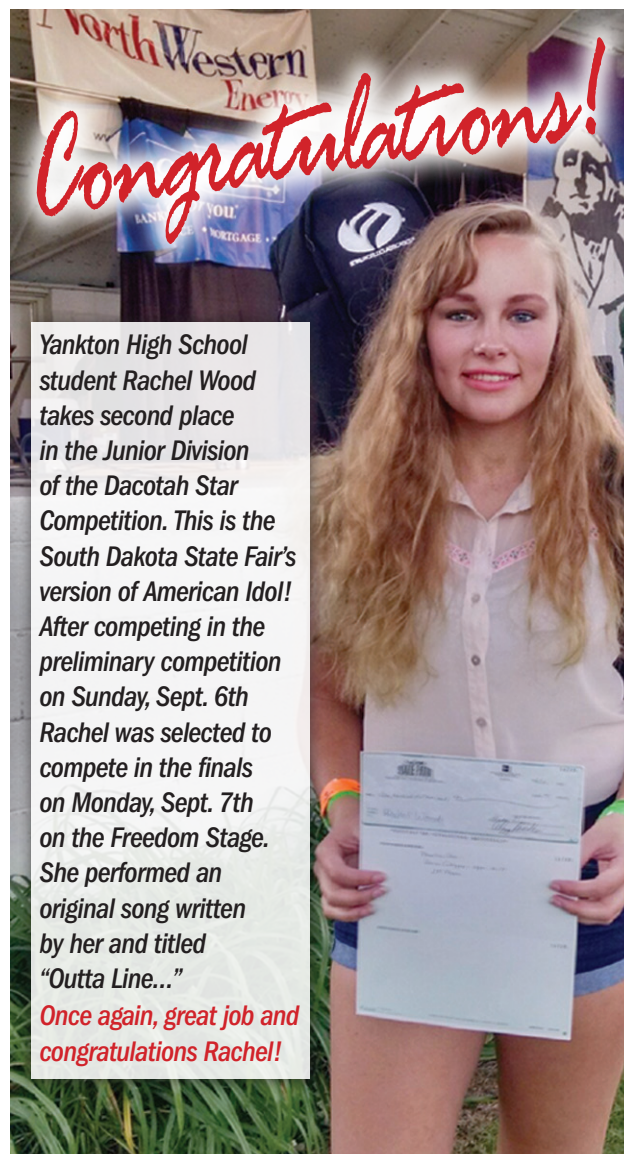 NorthWestern
Energy
Congratulations!
BANK
you.
MORTGAGE
Yankton High School
student Rachel Wood
takes second place
in the Junior Division
of the Dacotah Star
Competition. This is the
South Dakota State Fair’s
version of American Idol!
After competing in the
preliminary competition
on Sunday, Sept. 6th
Rachel was selected to
compete in the finals
on Monday, Sept. 7th
on the Freedom Stage.
She performed an
original song written
by her and titled
“Outta Line...”
Once again, great job and
congratulations Rachel!